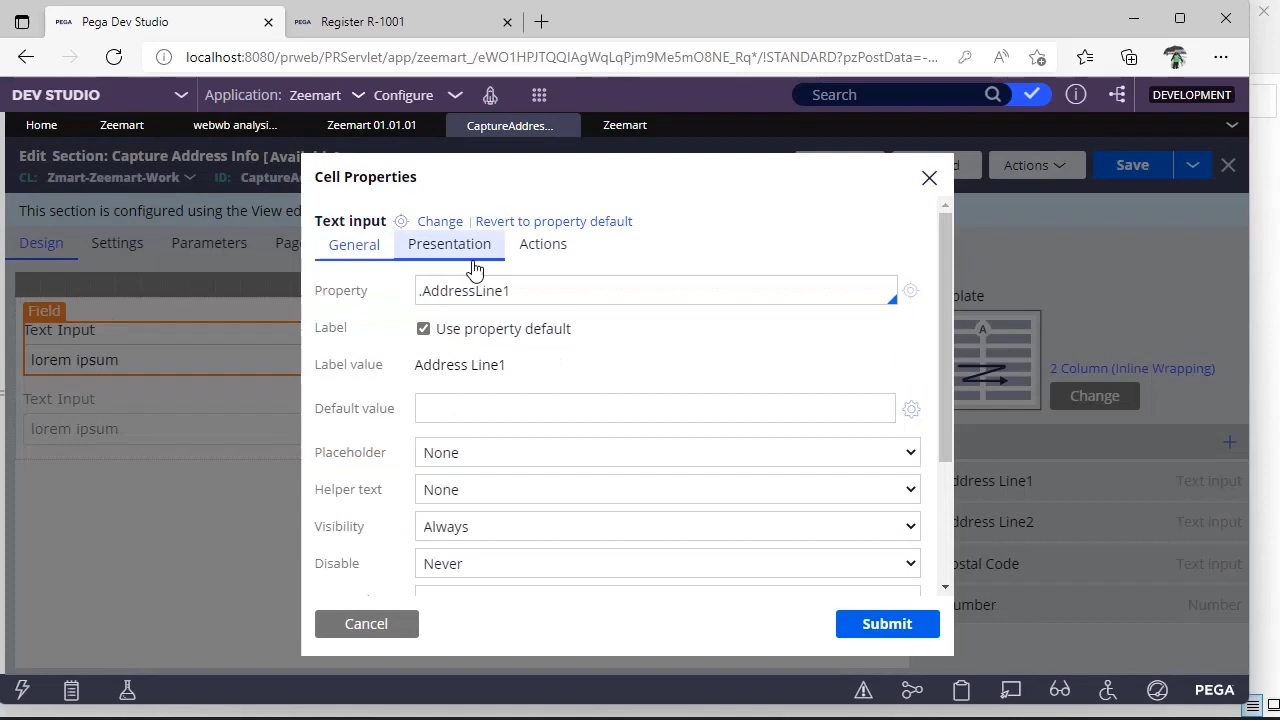 PEGA Pega Dev Studio
PEGA Register R-1001
localhost:8080/prweb/PRServlet/app/zeemart_/eWO1HPJTQQIAgWqLqPjm9Me5mO8NE_Rq*/!STANDARD?pzPostData=-...
DEV STUDIO
Application: Zeemart
Configure
Search
DEVELOPMENT
Home
Zeemart
webwb analysi...
Zeemart 01.01.01
CaptureAddres...
Zeemart
Edit Section: Capture Address Info [Availabl
CL: Zmart-Zeemart-Work
ID: CaptureAd
Actions
Save
This section is configured using the View ed
Design
Settings
Parameters
Pag
Field
Text Input
lorem ipsum
Text Input
lorem ipsum
Cell Properties
Text input
Change | Revert to property default
General
Presentation
Actions
Property
.AddressLine1
Label
Use property default
Label value
Address Line1
Default value
Placeholder
None
Helper text
None
Visibility
Always
Disable
Never
Cancel
Submit
plate
A
2 Column (Inline Wrapping)
Change
ddress Line1
Text input
ddress Line2
Text input
ostal Code
Text input
umber
Number
PEGA